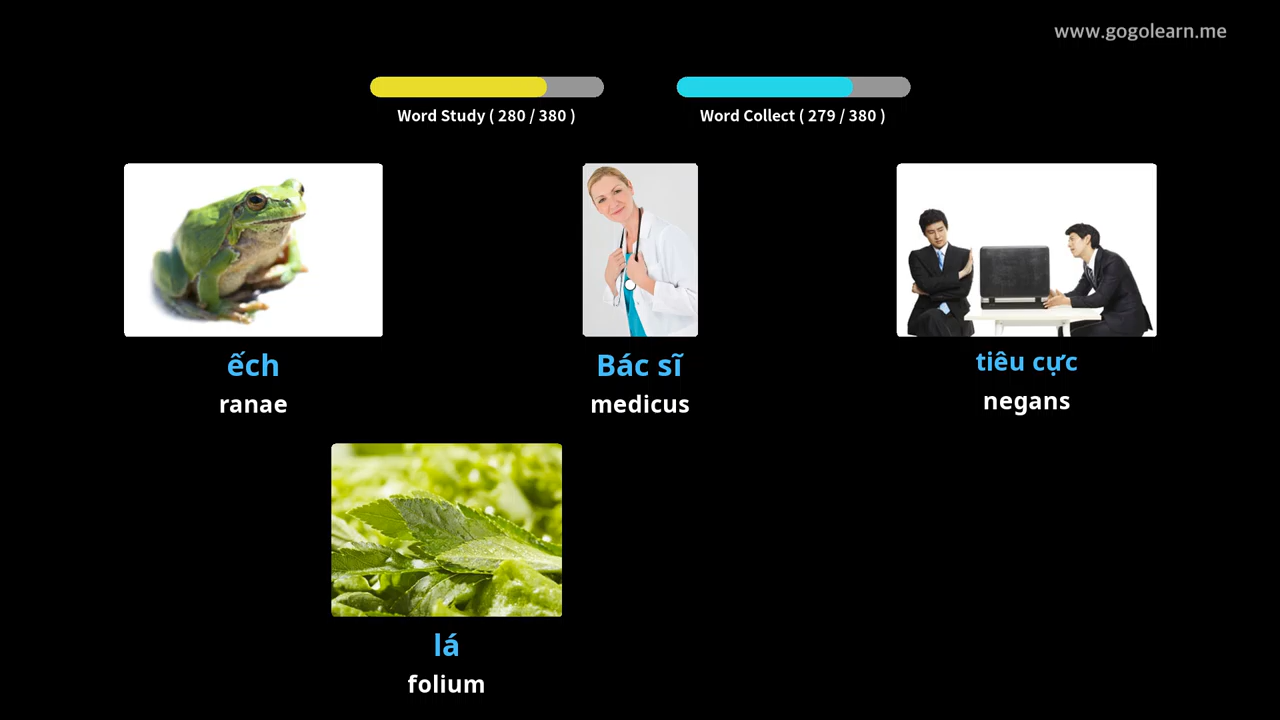 www.gogolearn.me
Word Study ( 280 / 380 )
Word Collect ( 279 / 380 )
ếch
ranae
Bác sĩ
medicus
tiêu cực
negans
lá
folium